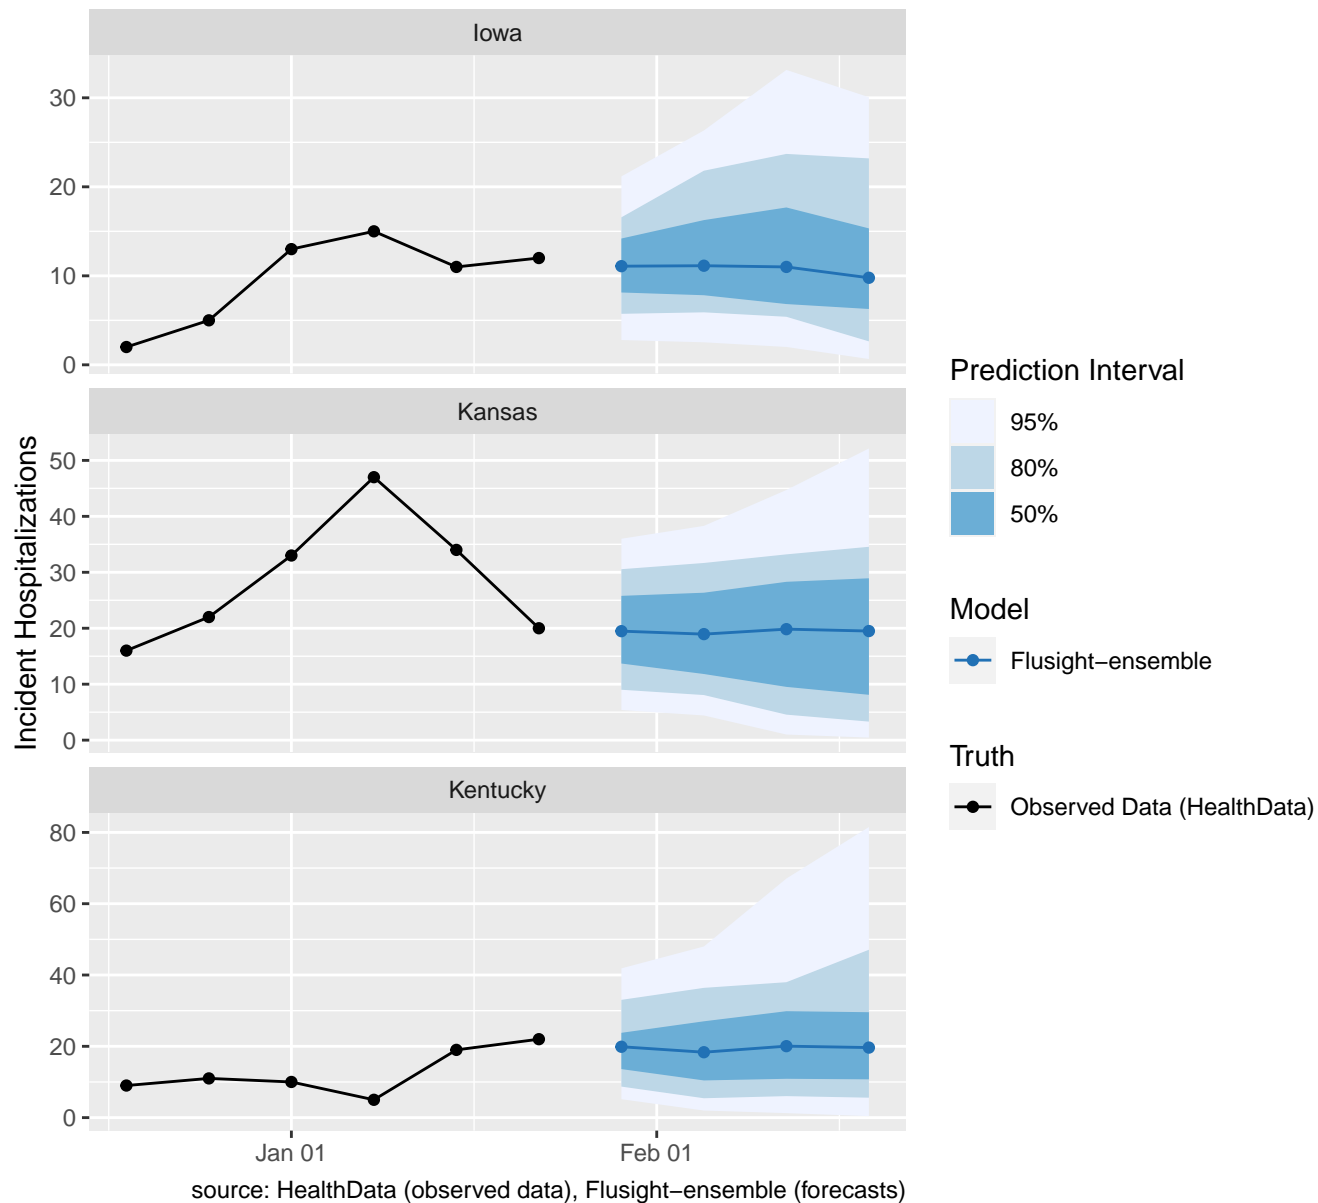 Iowa
30
20
10
0
Kansas
50
40
30
20
10
0
Kentucky
80
60
40
20
0
Incident Hospitalizations
Jan 01
Feb 01
source: HealthData (observed data), Flusight−ensemble (forecasts)
Prediction Interval
95%
80%
50%
Model
Flusight−ensemble
Truth
Observed Data (HealthData)